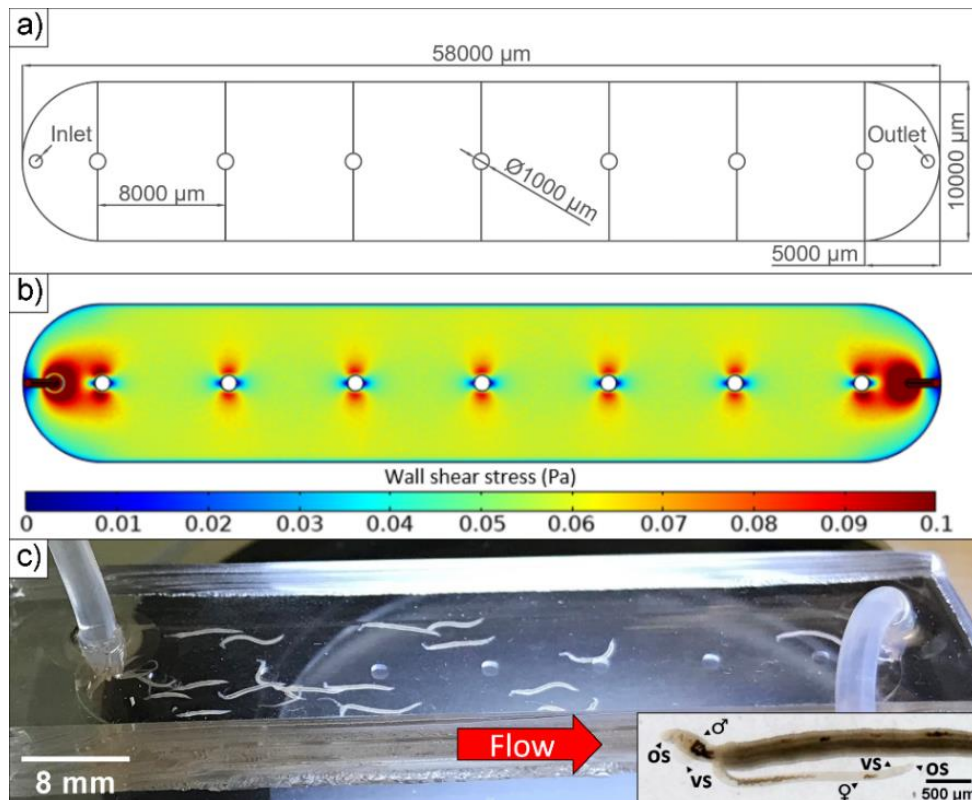 a)
58000 µm
Inlet
Outlet
8000 µm
Ø1000 µm
10000 µm
5000 µm
b)
Wall shear stress (Pa)
0 0.01 0.02 0.03 0.04 0.05 0.06 0.07 0.08 0.09 0.1
c)
8 mm
Flow
♂
os
vs
vs
os
♀
500 µm